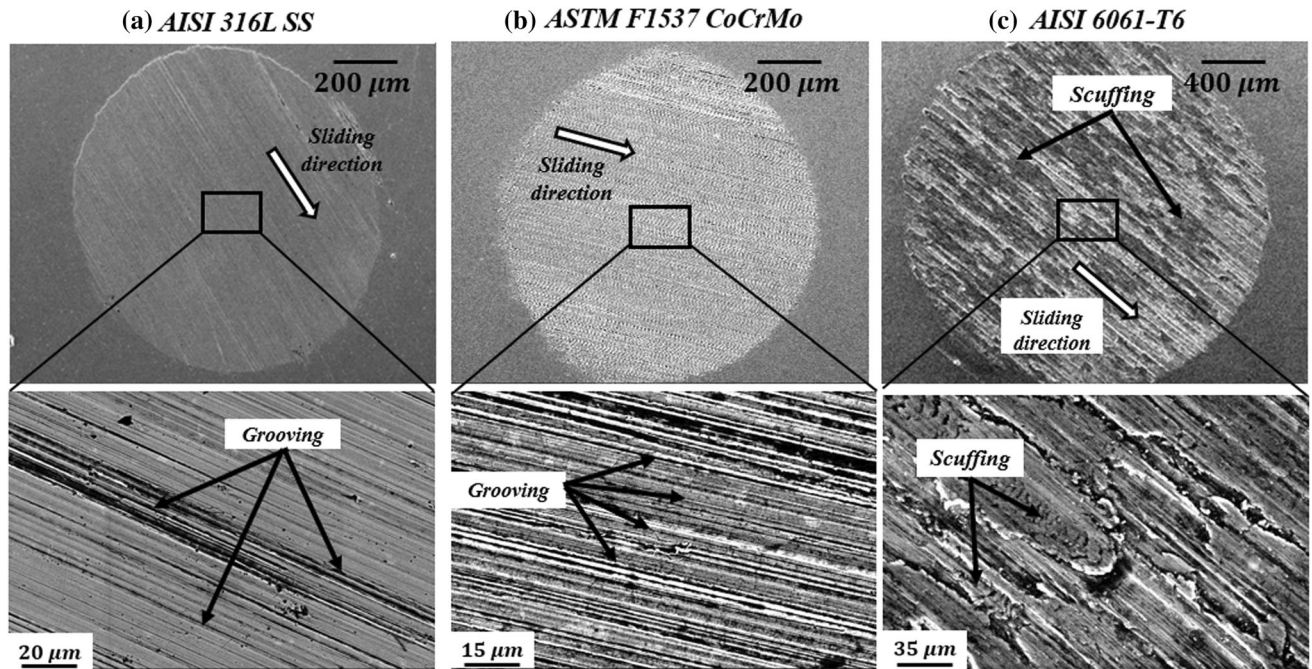 (a) AISI 316L SS
200 μm
Sliding
direction
Grooving
20 μm
(b) ASTM F1537 CoCrMo
200 μm
Sliding
direction
Grooving
15 μm
(c) AISI 6061-T6
400 μm
Scuffing
Sliding
direction
Scuffing
35 μm